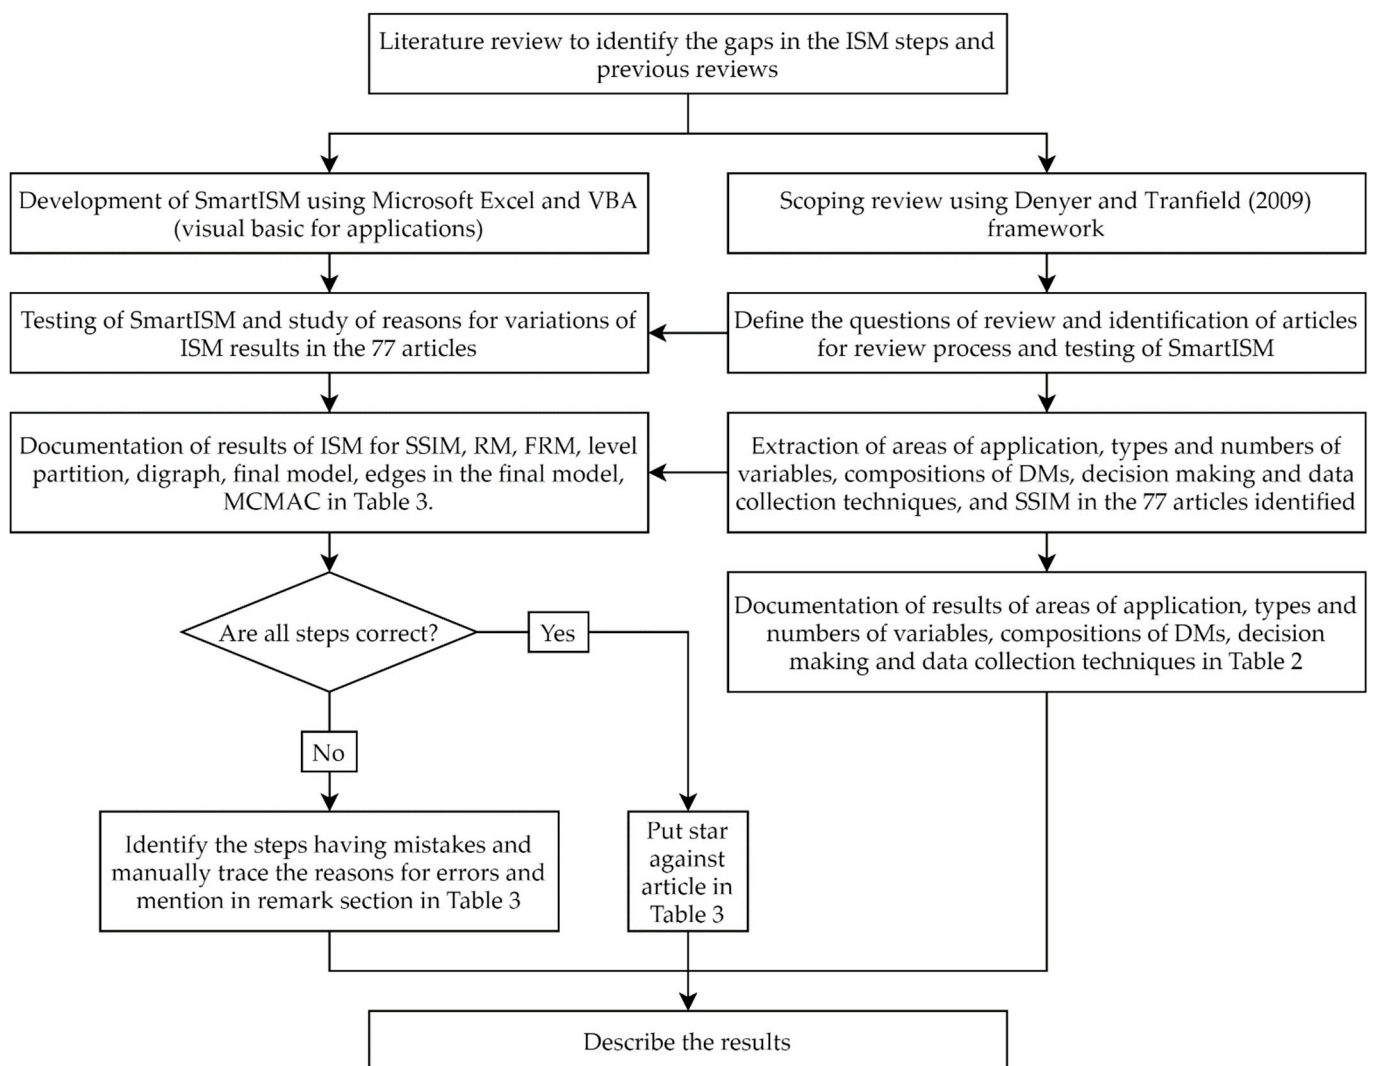 Literature review to identify the gaps in the ISM steps and
previous reviews
Development of SmartISM using Microsoft Excel and VBA
(visual basic for applications)
Scoping review using Denyer and Tranfield (2009)
framework
Testing of SmartISM and study of reasons for variations of
ISM results in the 77 articles
Define the questions of review and identification of articles
for review process and testing of SmartISM
Documentation of results of ISM for SSIM, RM, FRM, level
partition, digraph, final model, edges in the final model,
MCMAC in Table 3.
Extraction of areas of application, types and numbers of
variables, compositions of DMs, decision making and data
collection techniques, and SSIM in the 77 articles identified
Are all steps correct?
Yes
Documentation of results of areas of application, types and
numbers of variables, compositions of DMs, decision
making and data collection techniques in Table 2
No
Identify the steps having mistakes and
manually trace the reasons for errors and
mention in remark section in Table 3
Put star
against
article in
Table 3
Describe the results